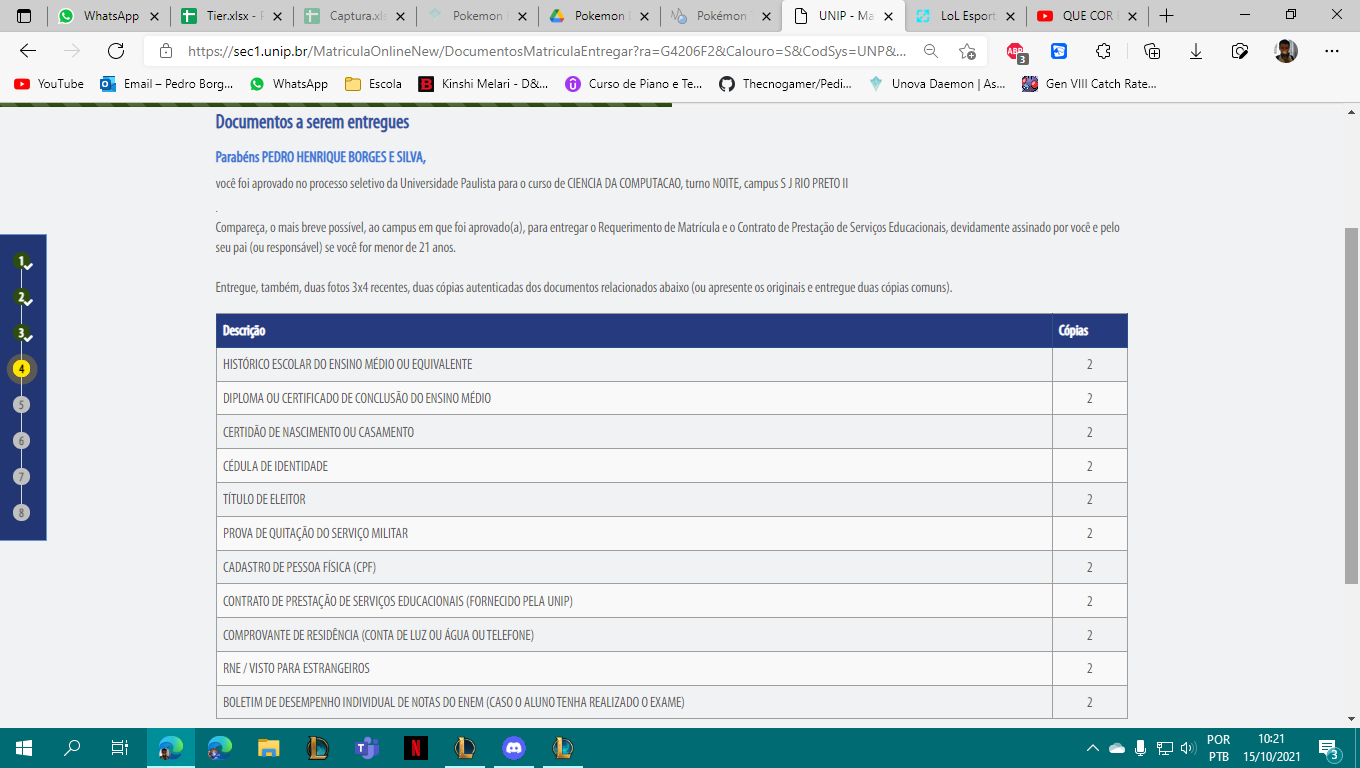 WhatsApp
Tier.xlsx - F
Captura.xls
Pokemon
Pokemon
Pokémon
UNIP - Ma
LoL Esport
QUE COR
https://sec1.unip.br/MatriculaOnlineNew/DocumentosMatriculaEntregar?ra=G4206F2&Calouro=S&CodSys=UNP&...
3
YouTube
Email – Pedro Borg...
WhatsApp
Escola
Kinshi Melari - D&...
Curso de Piano e Te...
Thecnogamer/Pedi...
Unova Daemon | As...
Gen VIII Catch Rate...
Documentos a serem entregues
Parabéns PEDRO HENRIQUE BORGES E SILVA,
você foi aprovado no processo seletivo da Universidade Paulista para o curso de CIENCIA DA COMPUTACAO, turno NOITE, campus S J RIO PRETO II
.
Compareça, o mais breve possível, ao campus em que foi aprovado(a), para entregar o Requerimento de Matrícula e o Contrato de Prestação de Serviços Educacionais, devidamente assinado por você e pelo
seu pai (ou responsável) se você for menor de 21 anos.
Entregue, também, duas fotos 3x4 recentes, duas cópias autenticadas dos documentos relacionados abaixo (ou apresente os originais e entregue duas cópias comuns).
1
2
3
4
5
6
7
8
Descrição Cópias
HISTÓRICO ESCOLAR DO ENSINO MÉDIO OU EQUIVALENTE 2
DIPLOMA OU CERTIFICADO DE CONCLUSÃO DO ENSINO MÉDIO 2
CERTIDÃO DE NASCIMENTO OU CASAMENTO 2
CÉDULA DE IDENTIDADE 2
TÍTULO DE ELEITOR 2
PROVA DE QUITAÇÃO DO SERVIÇO MILITAR 2
CADASTRO DE PESSOA FÍSICA (CPF) 2
CONTRATO DE PRESTAÇÃO DE SERVIÇOS EDUCACIONAIS (FORNECIDO PELA UNIP) 2
COMPROVANTE DE RESIDÊNCIA (CONTA DE LUZ OU ÁGUA OU TELEFONE) 2
RNE / VISTO PARA ESTRANGEIROS 2
BOLETIM DE DESEMPENHO INDIVIDUAL DE NOTAS DO ENEM (CASO O ALUNO TENHA REALIZADO O EXAME) 2
POR
PTB
10:21
15/10/2021
3